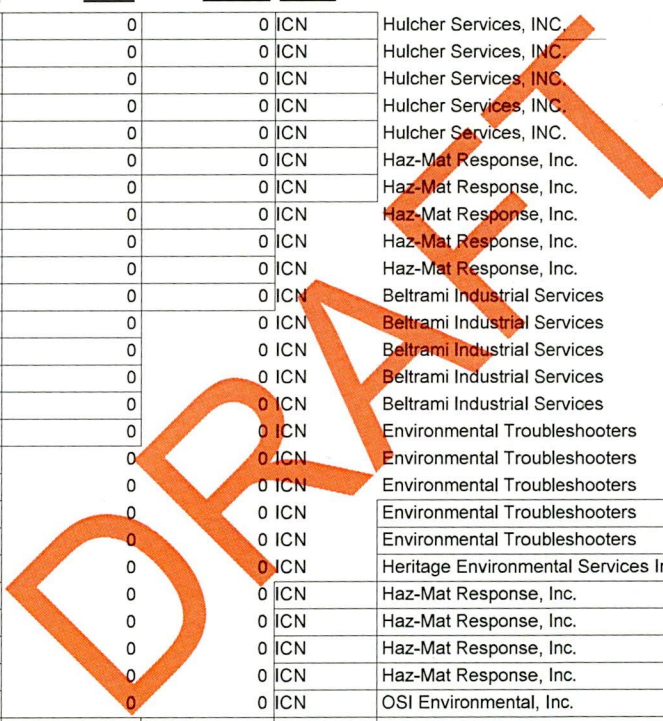 0 0 ICN Hulcher Services, INC.
0 0 ICN Hulcher Services, INC.
0 0 ICN Hulcher Services, INC.
0 0 ICN Hulcher Services, INC.
0 0 ICN Hulcher Services, INC.
0 0 ICN Haz-Mat Response, Inc.
0 0 ICN Haz-Mat Response, Inc.
0 0 ICN Haz-Mat Response, Inc.
0 0 ICN Haz-Mat Response, Inc.
0 0 ICN Haz-Mat Response, Inc.
0 0 ICN Beltrami Industrial Services
0 0 ICN Beltrami Industrial Services
0 0 ICN Beltrami Industrial Services
0 0 ICN Beltrami Industrial Services
0 0 ICN Beltrami Industrial Services
0 0 ICN Environmental Troubleshooters
0 0 ICN Environmental Troubleshooters
0 0 ICN Environmental Troubleshooters
0 0 ICN Environmental Troubleshooters
0 0 ICN Environmental Troubleshooters
0 0 ICN Heritage Environmental Services
0 0 ICN Haz-Mat Response, Inc.
0 0 ICN Haz-Mat Response, Inc.
0 0 ICN Haz-Mat Response, Inc.
0 0 ICN Haz-Mat Response, Inc.
0 0 ICN OSI Environmental, Inc.
DRAFT